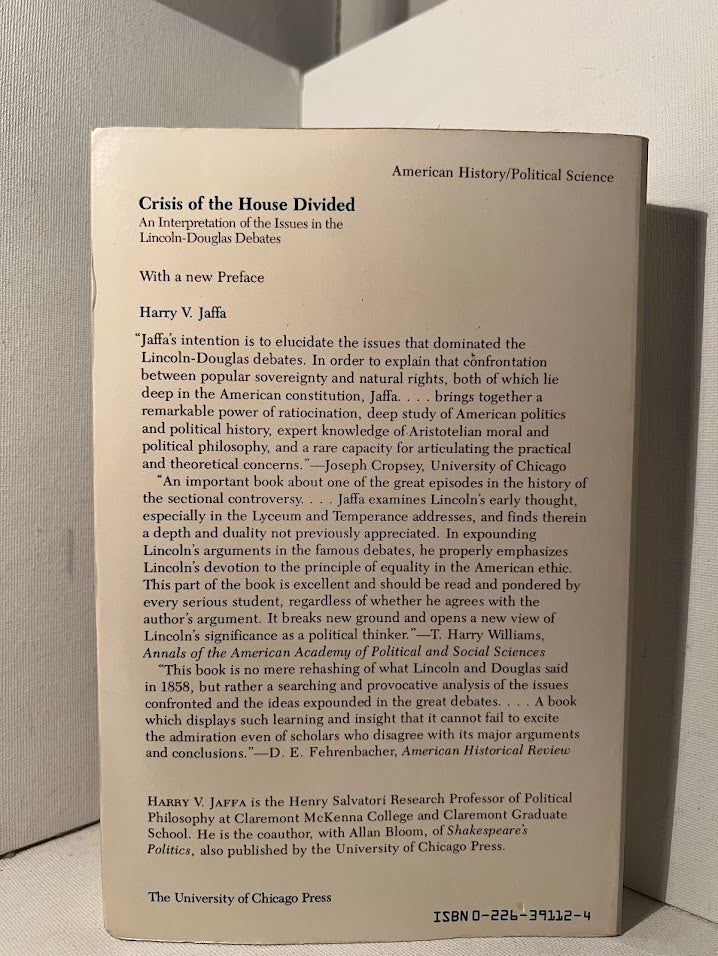 American History/Political Science
Crisis of the House Divided
An Interpretation of the Issues in the
Lincoln-Douglas Debates
With a new Preface
Harry V. Jaffa
“Jaffa’s intention is to elucidate the issues that dominated the
Lincoln-Douglas debates. In order to explain that confrontation
between popular sovereignty and natural rights, both of which lie
deep in the American constitution, Jaffa. . . . brings together a
remarkable power of ratiocination, deep study of American politics
and political history, expert knowledge of Aristotelian moral and
political philosophy, and a rare capacity for articulating the practical
and theoretical concerns.”—Joseph Cropsey, University of Chicago
“An important book about one of the great episodes in the history of
the sectional controversy. . . . Jaffa examines Lincoln’s early thought,
especially in the Lyceum and Temperance addresses, and finds therein
a depth and duality not previously appreciated. In expounding
Lincoln’s arguments in the famous debates, he properly emphasizes
Lincoln’s devotion to the principle of equality in the American ethic.
This part of the book is excellent and should be read and pondered by
every serious student, regardless of whether he agrees with the
author’s argument. It breaks new ground and opens a new view of
Lincoln’s significance as a political thinker.”—T. Harry Williams,
Annals of the American Academy of Political and Social Sciences
“This book is no mere rehashing of what Lincoln and Douglas said
in 1858, but rather a searching and provocative analysis of the issues
confronted and the ideas expounded in the great debates. . . . A book
which displays such learning and insight that it cannot fail to excite
the admiration even of scholars who disagree with its major arguments
and conclusions.”—D. E. Fehrenbacher, American Historical Review
HARRY V. JAFFA is the Henry Salvatori Research Professor of Political
Philosophy at Claremont McKenna College and Claremont Graduate
School. He is the coauthor, with Allan Bloom, of Shakespeare’s
Politics, also published by the University of Chicago Press.
The University of Chicago Press
ISBN 0-226-39112-4